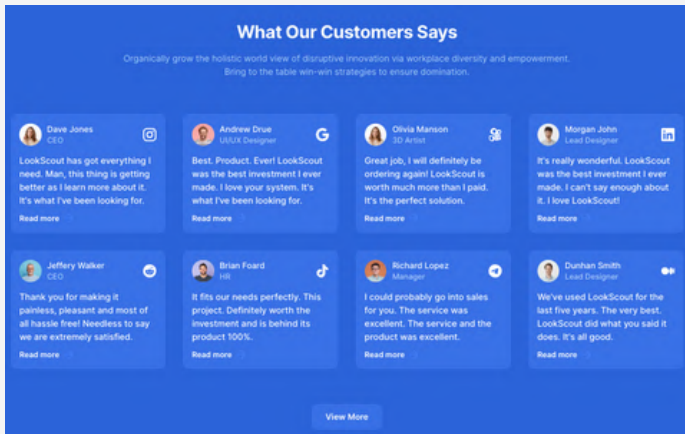 What Our Customers Says
Organically grow the holistic world view of disruptive innovation via workplace diversity and empowerment.
Bring to the table win-win strategies to ensure domination.
Dave Jones
CEO
LookScout has got everything I
need. Man, this thing is getting
better as I learn more about it.
It's what I've been looking for.
Read more
Andrew Drue
UI/UX Designer
Best. Product. Ever! LookScout
was the best investment I ever
made. I love your system. It's
what I've been looking for.
Read more
Olivia Manson
3D Artist
Great job, I will definitely be
ordering again! LookScout is
worth much more than I paid.
It's the perfect solution.
Read more
Morgan John
Lead Designer
It's really wonderful. LookScout
was the best investment I ever
made. I can't say enough about
it. I love LookScout!
Read more
Jeffery Walker
CEO
Thank you for making it
painless, pleasant and most of
all hassle free! Needless to say
we are extremely satisfied.
Read more
Brian Foard
HR
It fits our needs perfectly. This
project. Definitely worth the
investment and is behind its
product 100%.
Read more
Richard Lopez
Manager
I could probably go into sales
for you. The service was
excellent. The service and the
product was excellent.
Read more
Dunhan Smith
Lead Designer
We've used LookScout for the
last five years. The very best.
LookScout did what you said it
does. It's all good.
Read more
View More